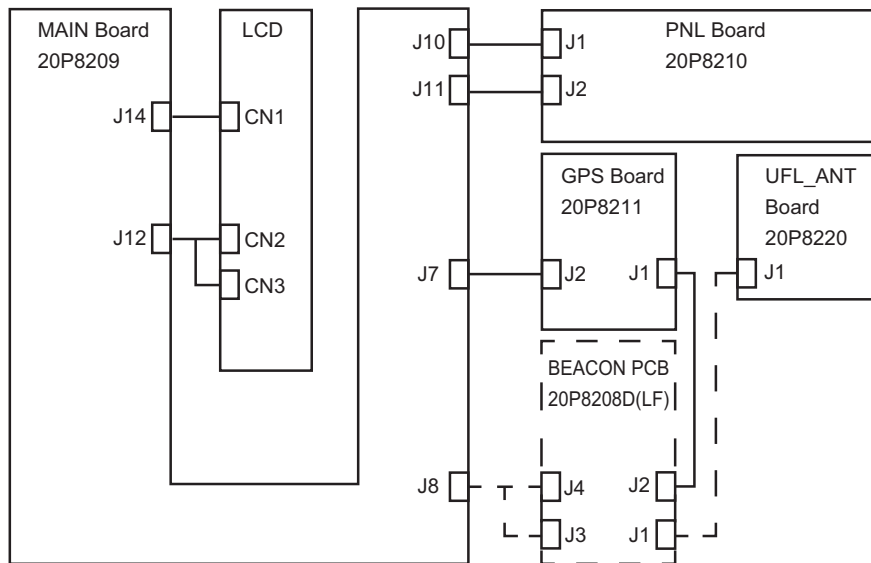 MAIN Board
20P8209
LCD
J10
J1
PNL Board
20P8210
J11
J2
J14
CN1
GPS Board
20P8211
UFL_ANT
Board
20P8220
J12
CN2
CN3
J7
J2
J1
J1
BEACON PCB
20P8208D(LF)
J8
J4
J2
J3
J1